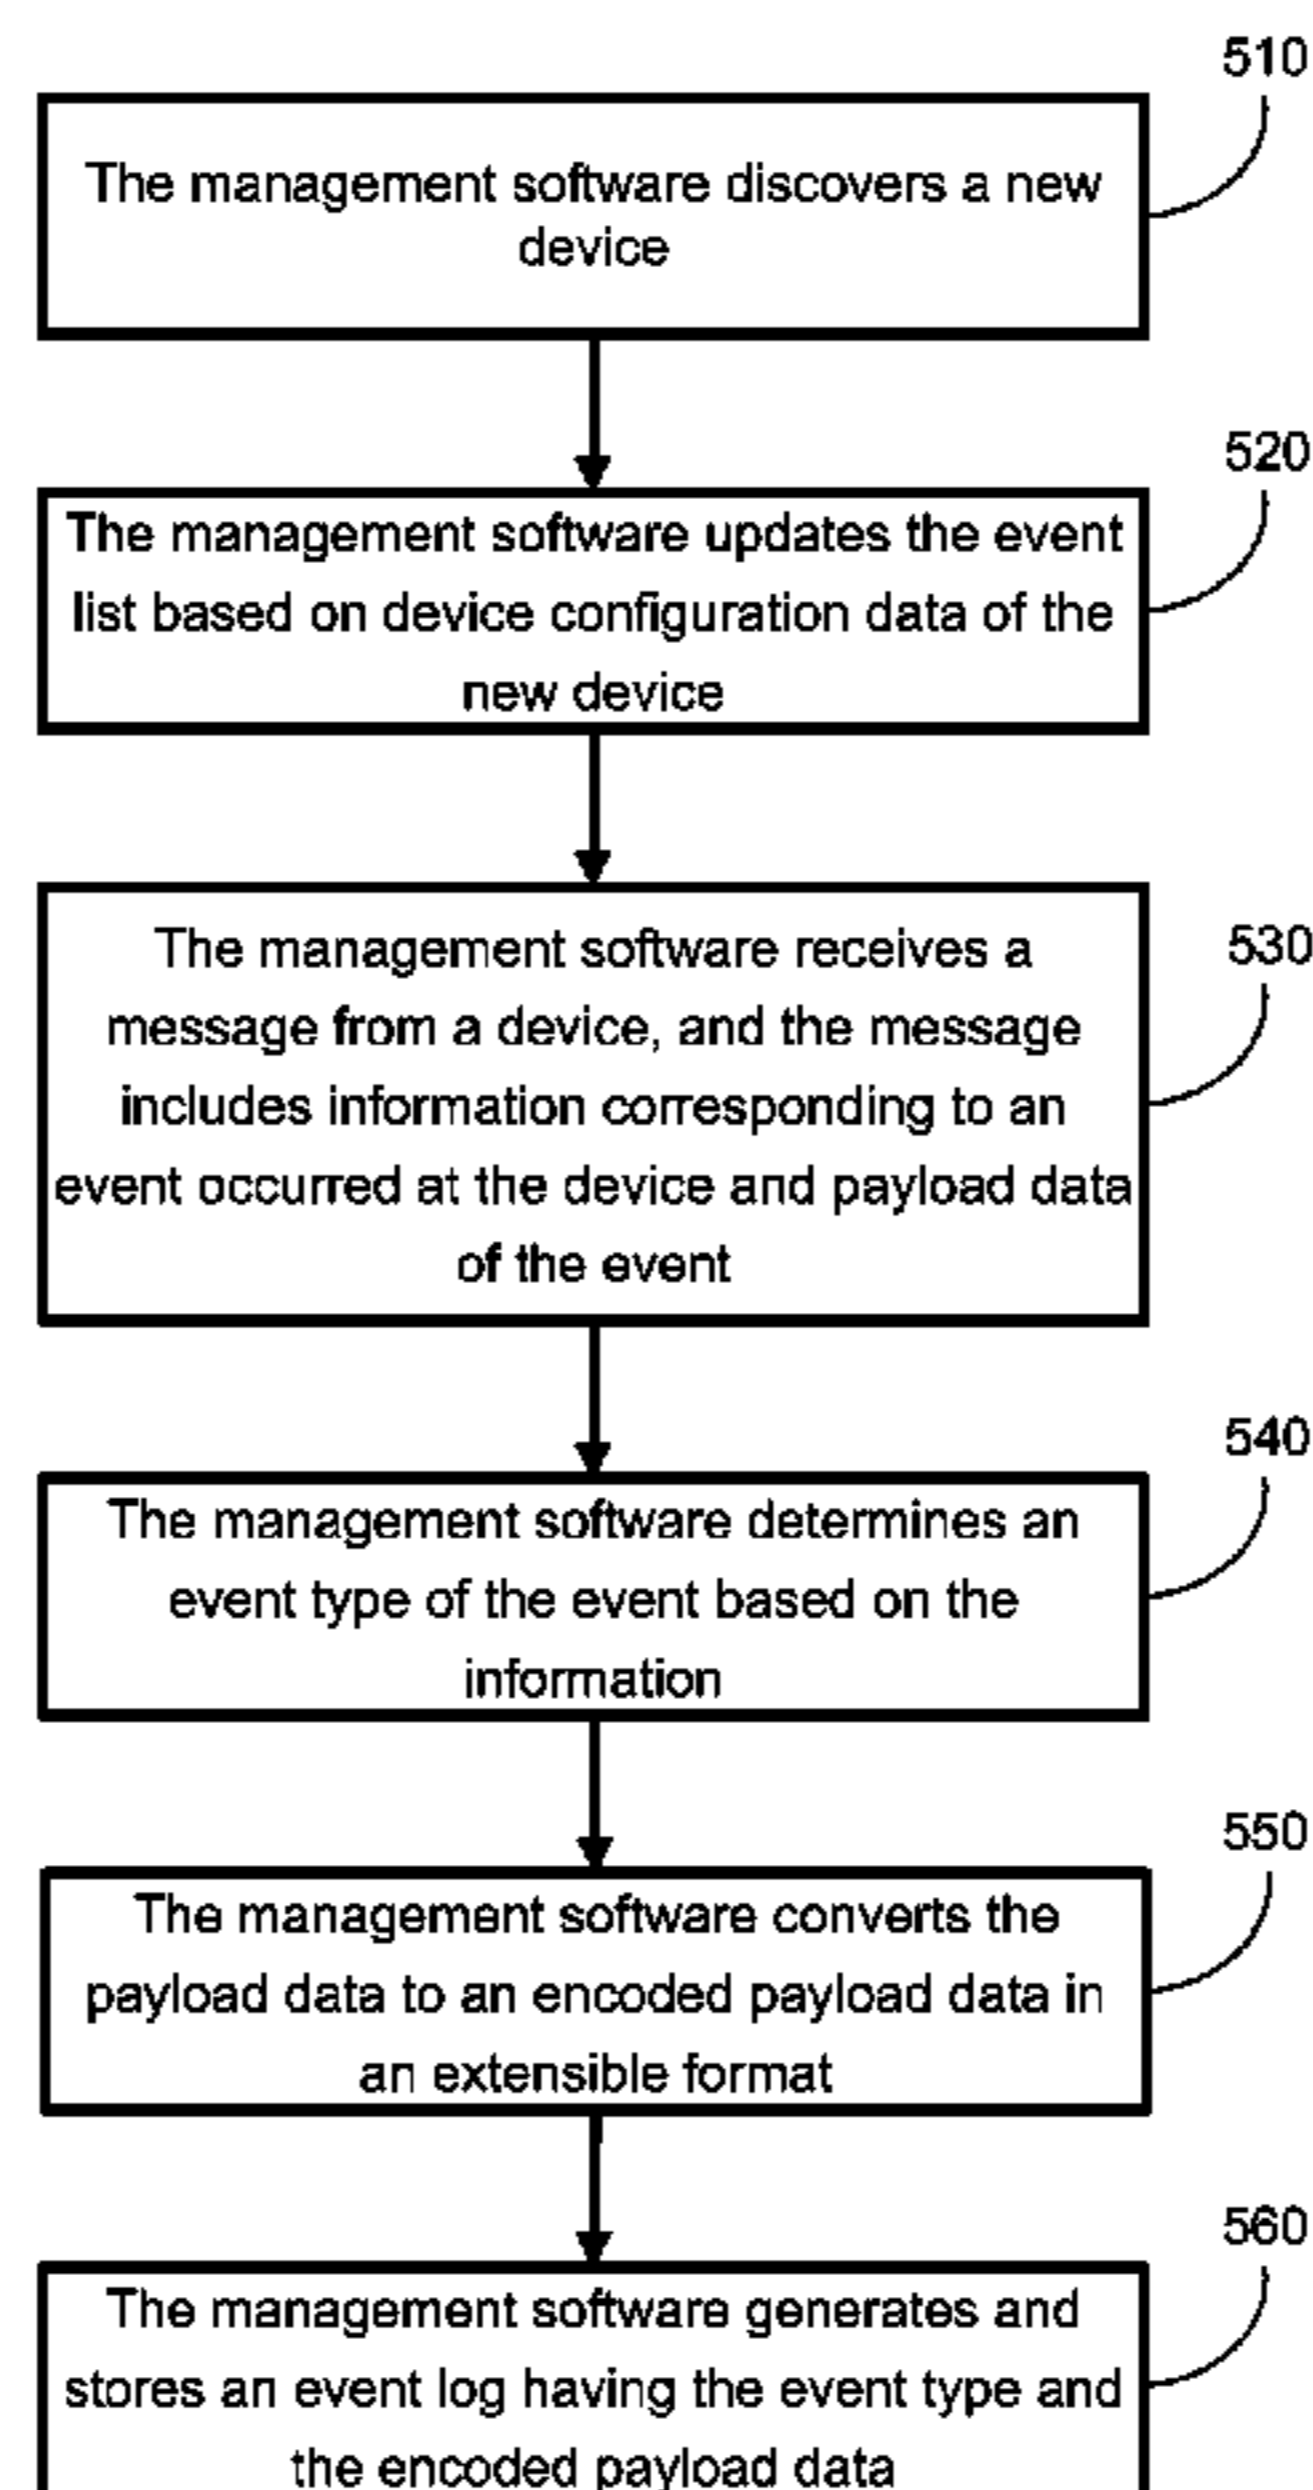 510
The management software discovers a new
device
520
The management software updates the event
list based on device configuration data of the
new device
530
The management software receives a
message from a device, and the message
includes information corresponding to an
event occurred at the device and payload data
of the event
540
The management software determines an
event type of the event based on the
information
550
The management software converts the
payload data to an encoded payload data in
an extensible format
560
The management software generates and
stores an event log having the event type and
the encoded payload data